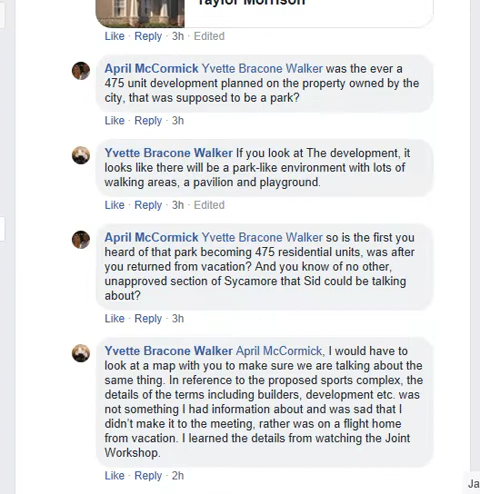 Taylor Morrison
Like · Reply · 3h · Edited
April McCormick Yvette Bracone Walker was the ever a
475 unit development planned on the property owned by the
city, that was supposed to be a park?
Like · Reply · 3h
Yvette Bracone Walker If you look at The development, it
looks like there will be a park-like environment with lots of
walking areas, a pavilion and playground.
Like · Reply · 3h · Edited
April McCormick Yvette Bracone Walker so is the first you
heard of that park becoming 475 residential units, was after
you returned from vacation? And you know of no other,
unapproved section of Sycamore that Sid could be talking
about?
Like · Reply · 3h
Yvette Bracone Walker April McCormick, I would have to
look at a map with you to make sure we are talking about the
same thing. In reference to the proposed sports complex, the
details of the terms including builders, development etc. was
not something I had information about and was sad that I
didn't make it to the meeting, rather was on a flight home
from vacation. I learned the details from watching the Joint
Workshop.
Like · Reply · 2h
Ja